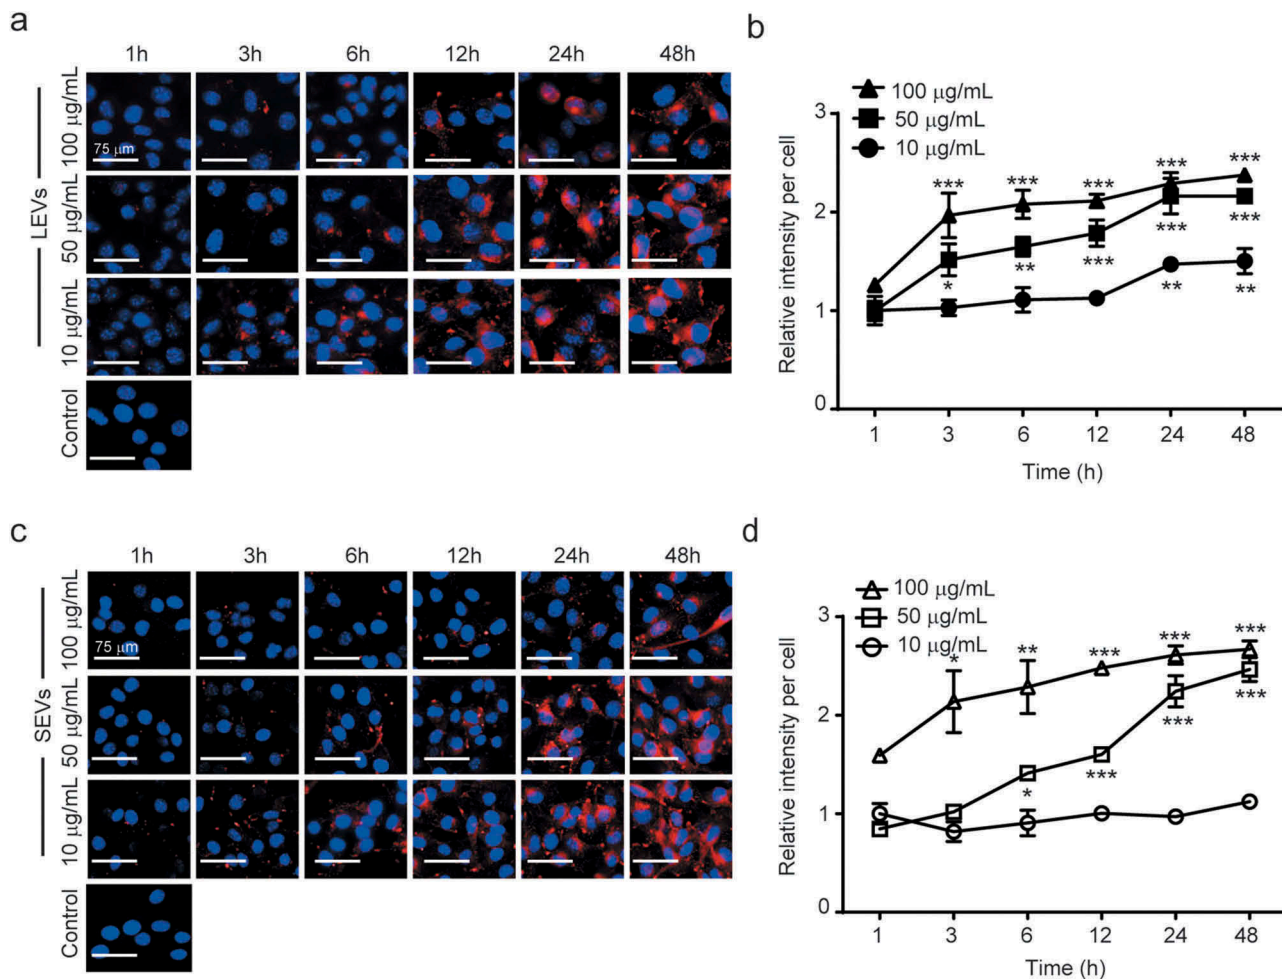 a
1h 3h 6h 12h 24h 48h
LEVs
100 µg/mL
75 µm
50 µg/mL
10 µg/mL
Control
b
100 µg/mL
50 µg/mL
10 µg/mL
Relative intensity per cell
3
2
1
0
*** *** *** *** ***
* ** *** *** ***
** **
1 3 6 12 24 48
Time (h)
c
1h 3h 6h 12h 24h 48h
SEVs
100 µg/mL
75 µm
50 µg/mL
10 µg/mL
Control
d
100 µg/mL
50 µg/mL
10 µg/mL
Relative intensity per cell
3
2
1
0
* ** *** *** ***
* *** *** ***
1 3 6 12 24 48
Time (h)